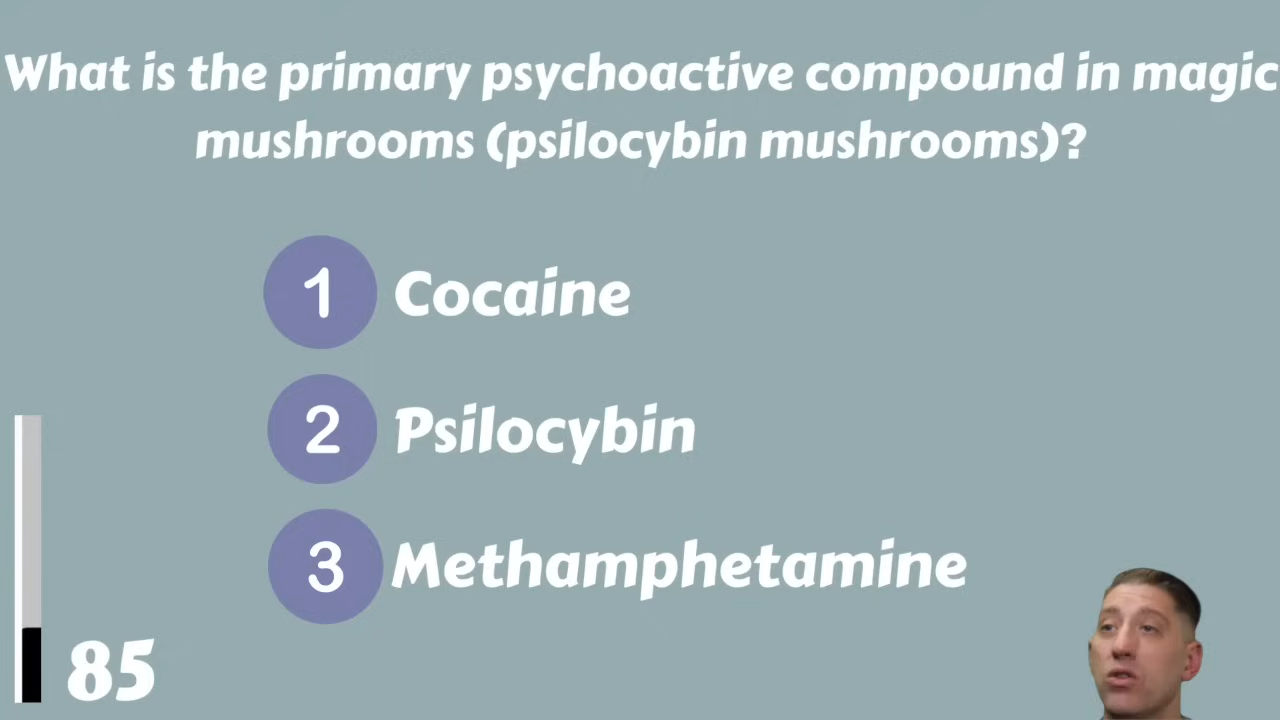 What is the primary psychoactive compound in magic
mushrooms (psilocybin mushrooms)?
1 Cocaine
2 Psilocybin
3 Methamphetamine
85